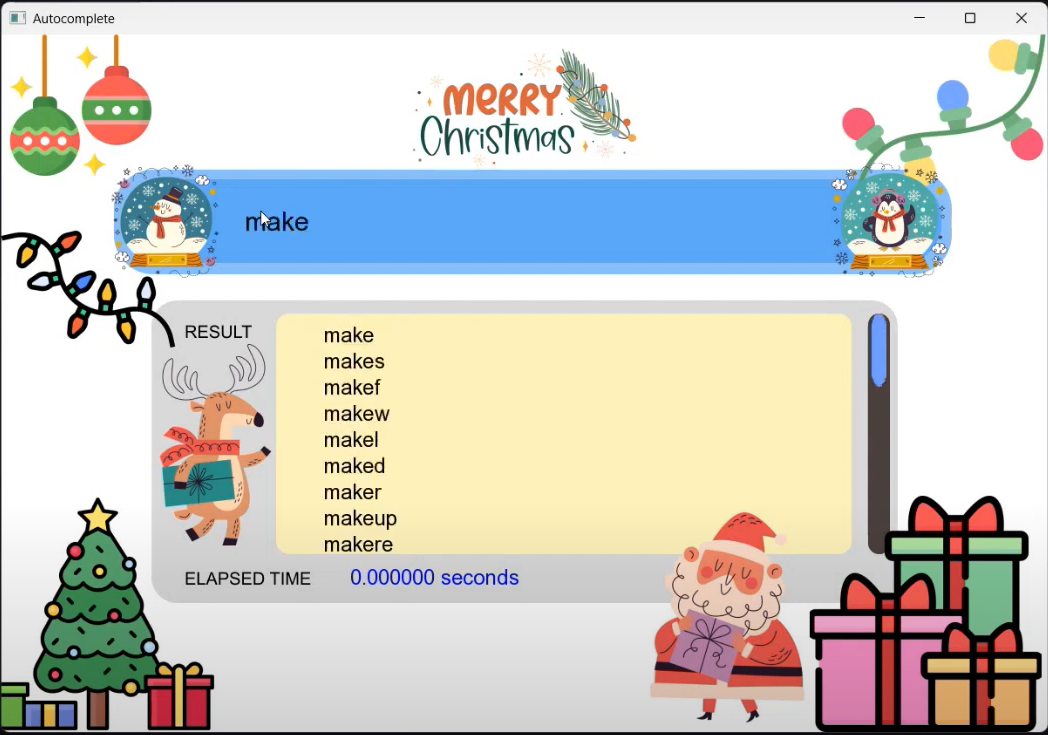 Autocomplete
MERRY
Christmas
make
RESULT
make
makes
makef
makew
makel
maked
maker
makeup
makere
ELAPSED TIME 0.000000 seconds